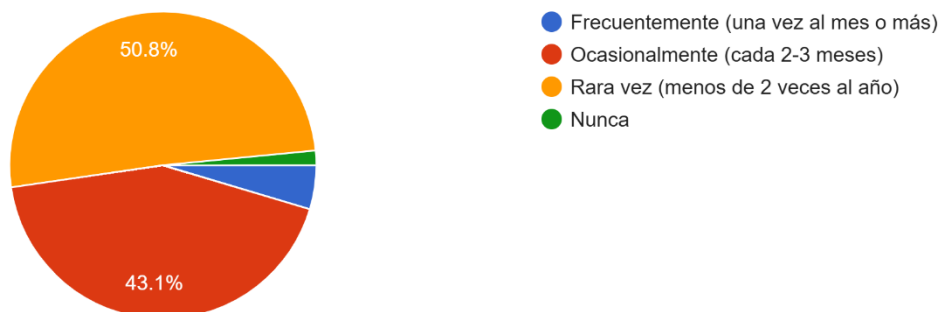 50.8%
43.1%
Frecuentemente (una vez al mes o más)
Ocasionalmente (cada 2-3 meses)
Rara vez (menos de 2 veces al año)
Nunca